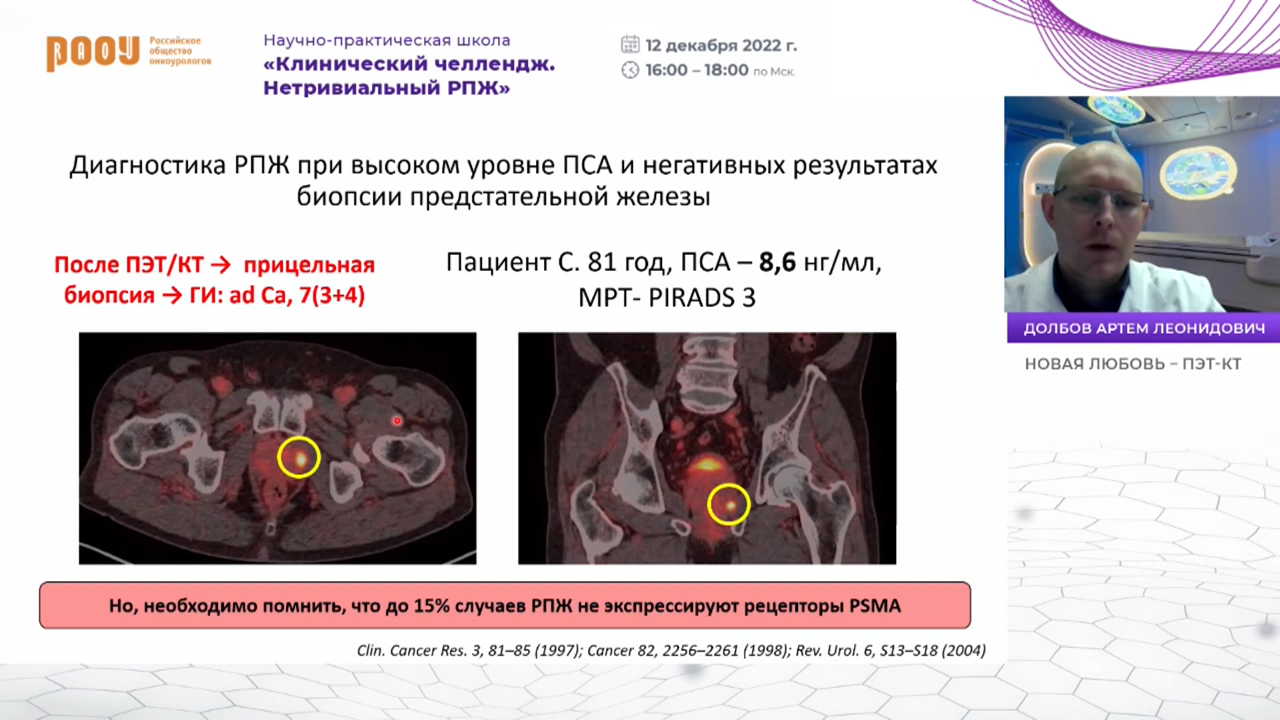 РАОУ
Российское
общество
онкоурологов
Научно-практическая школа
«Клинический челлендж.
Нетривиальный РПЖ»
12 декабря 2022 г.
16:00 – 18:00 по Мск.
Диагностика РПЖ при высоком уровне ПСА и негативных результатах
биопсии предстательной железы
После ПЭТ/КТ → прицельная
биопсия → ГИ: ad Ca, 7(3+4)
Пациент С. 81 год, ПСА – 8,6 нг/мл,
МРТ- PIRADS 3
ДОЛБОВ АРТЕМ ЛЕОНИДОВИЧ
НОВАЯ ЛЮБОВЬ – ПЭТ-КТ
Но, необходимо помнить, что до 15% случаев РПЖ не экспрессируют рецепторы PSMA
Clin. Cancer Res. 3, 81–85 (1997); Cancer 82, 2256–2261 (1998); Rev. Urol. 6, S13–S18 (2004)